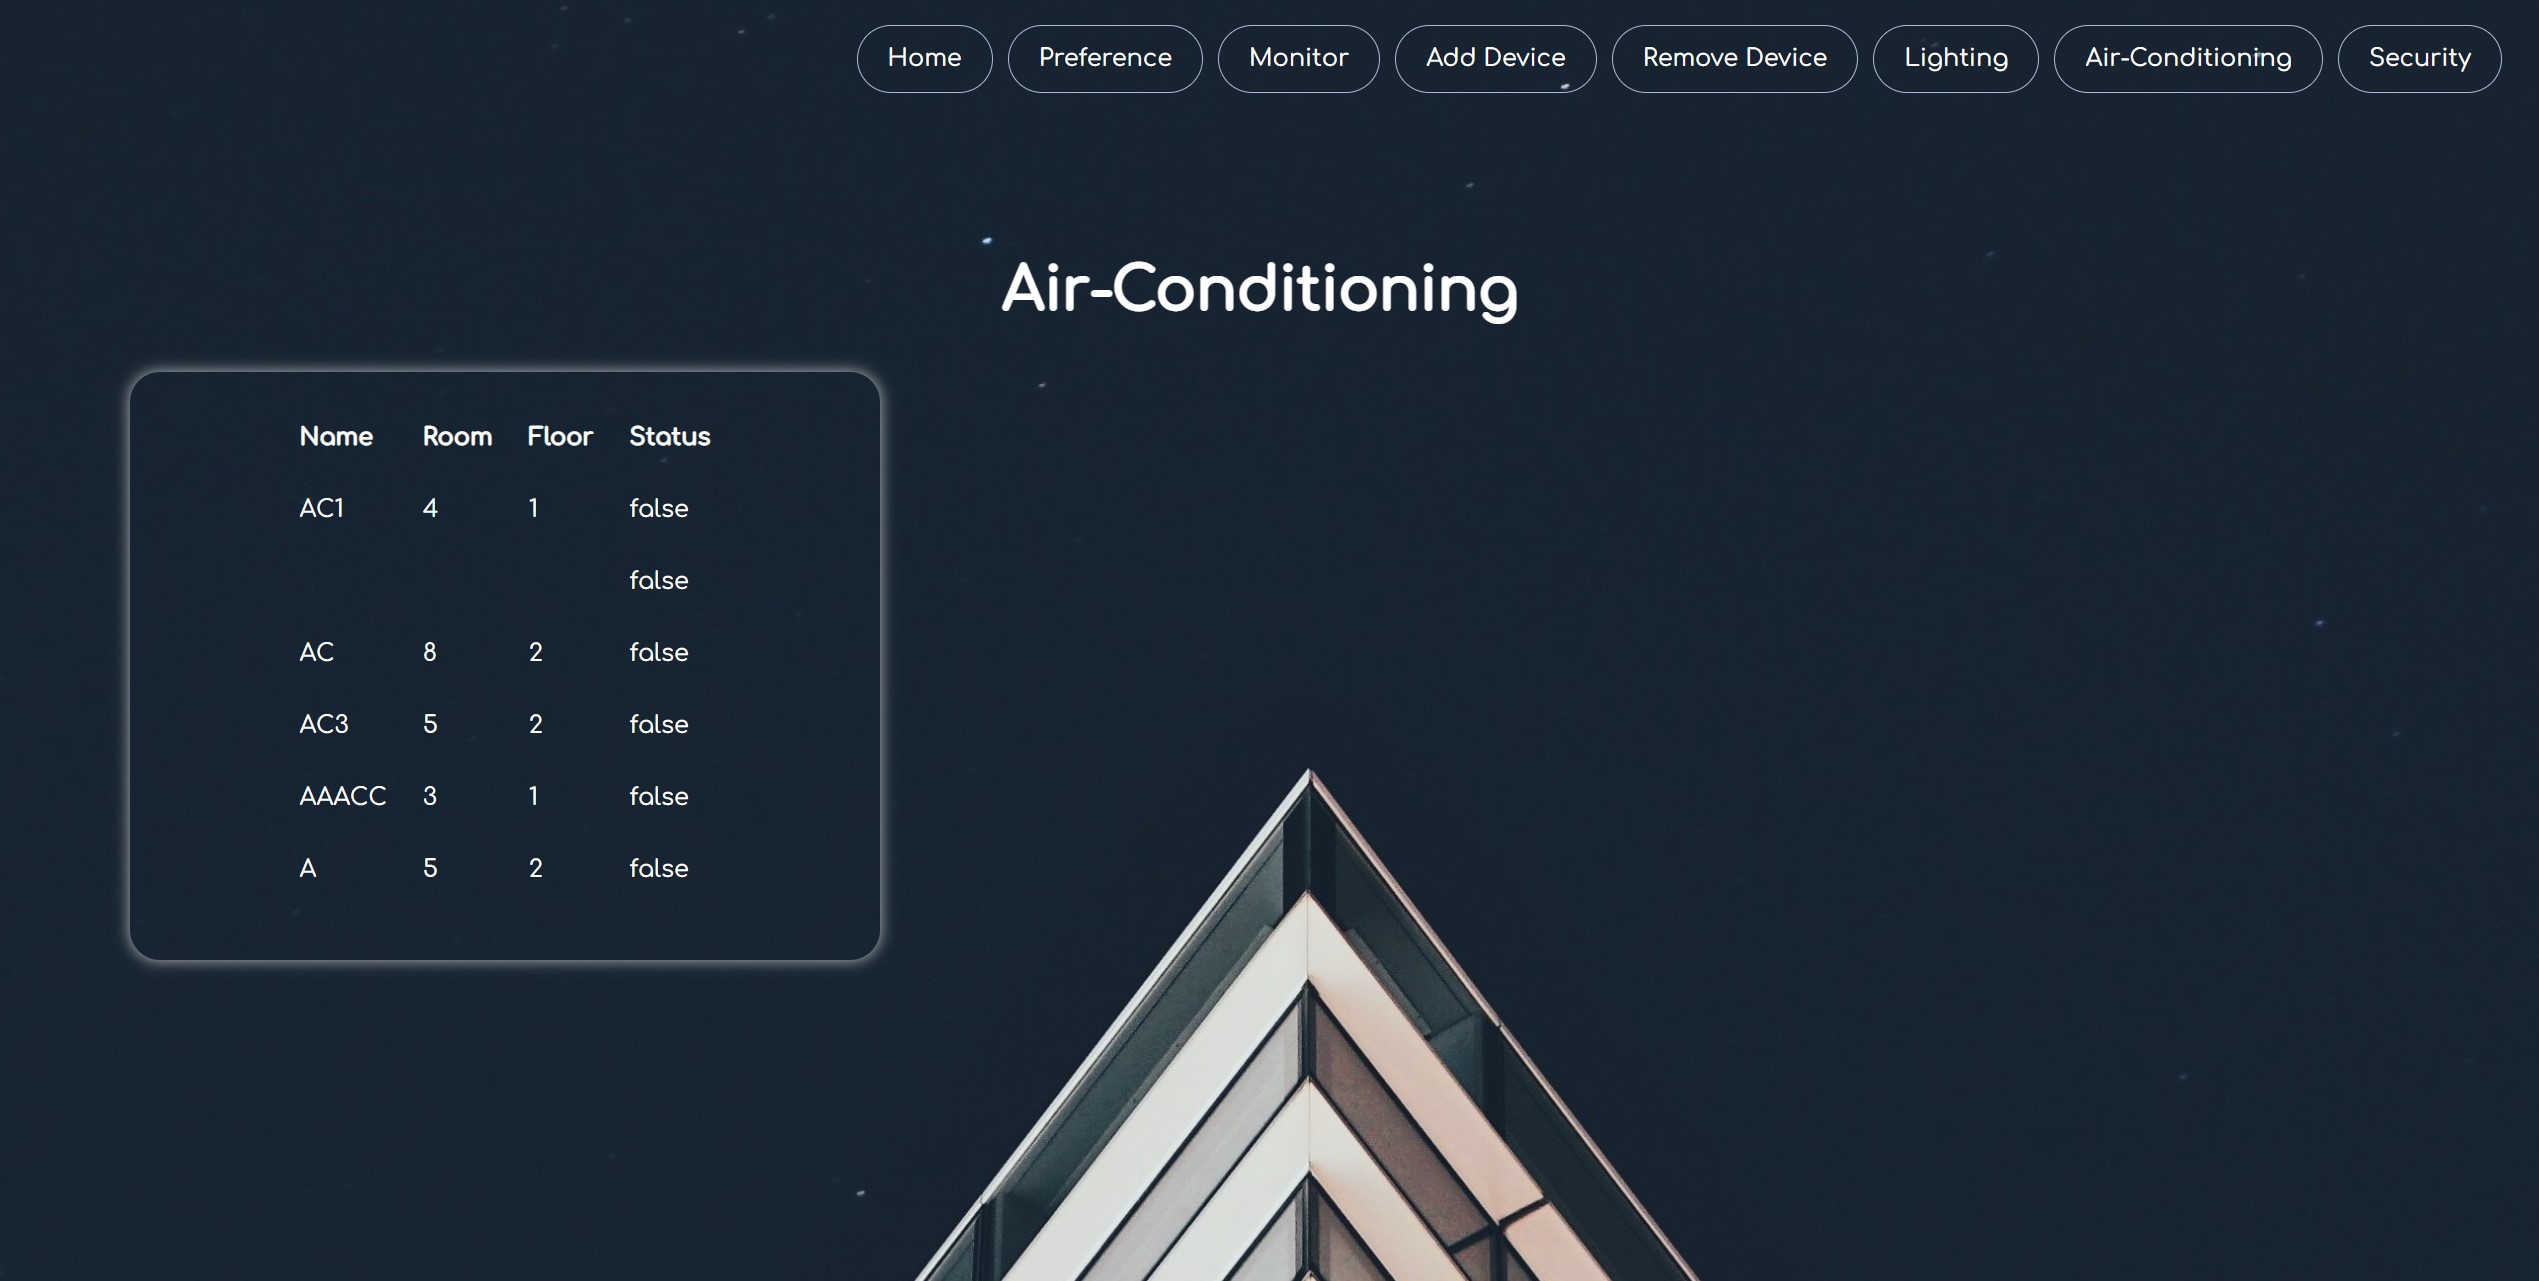 Home Preference Monitor Add Device Remove Device Lighting Air-Conditioning Security
Air-Conditioning
Name Room Floor Status
AC1 4 1 false
false
AC 8 2 false
AC3 5 2 false
AAACC 3 1 false
A 5 2 false